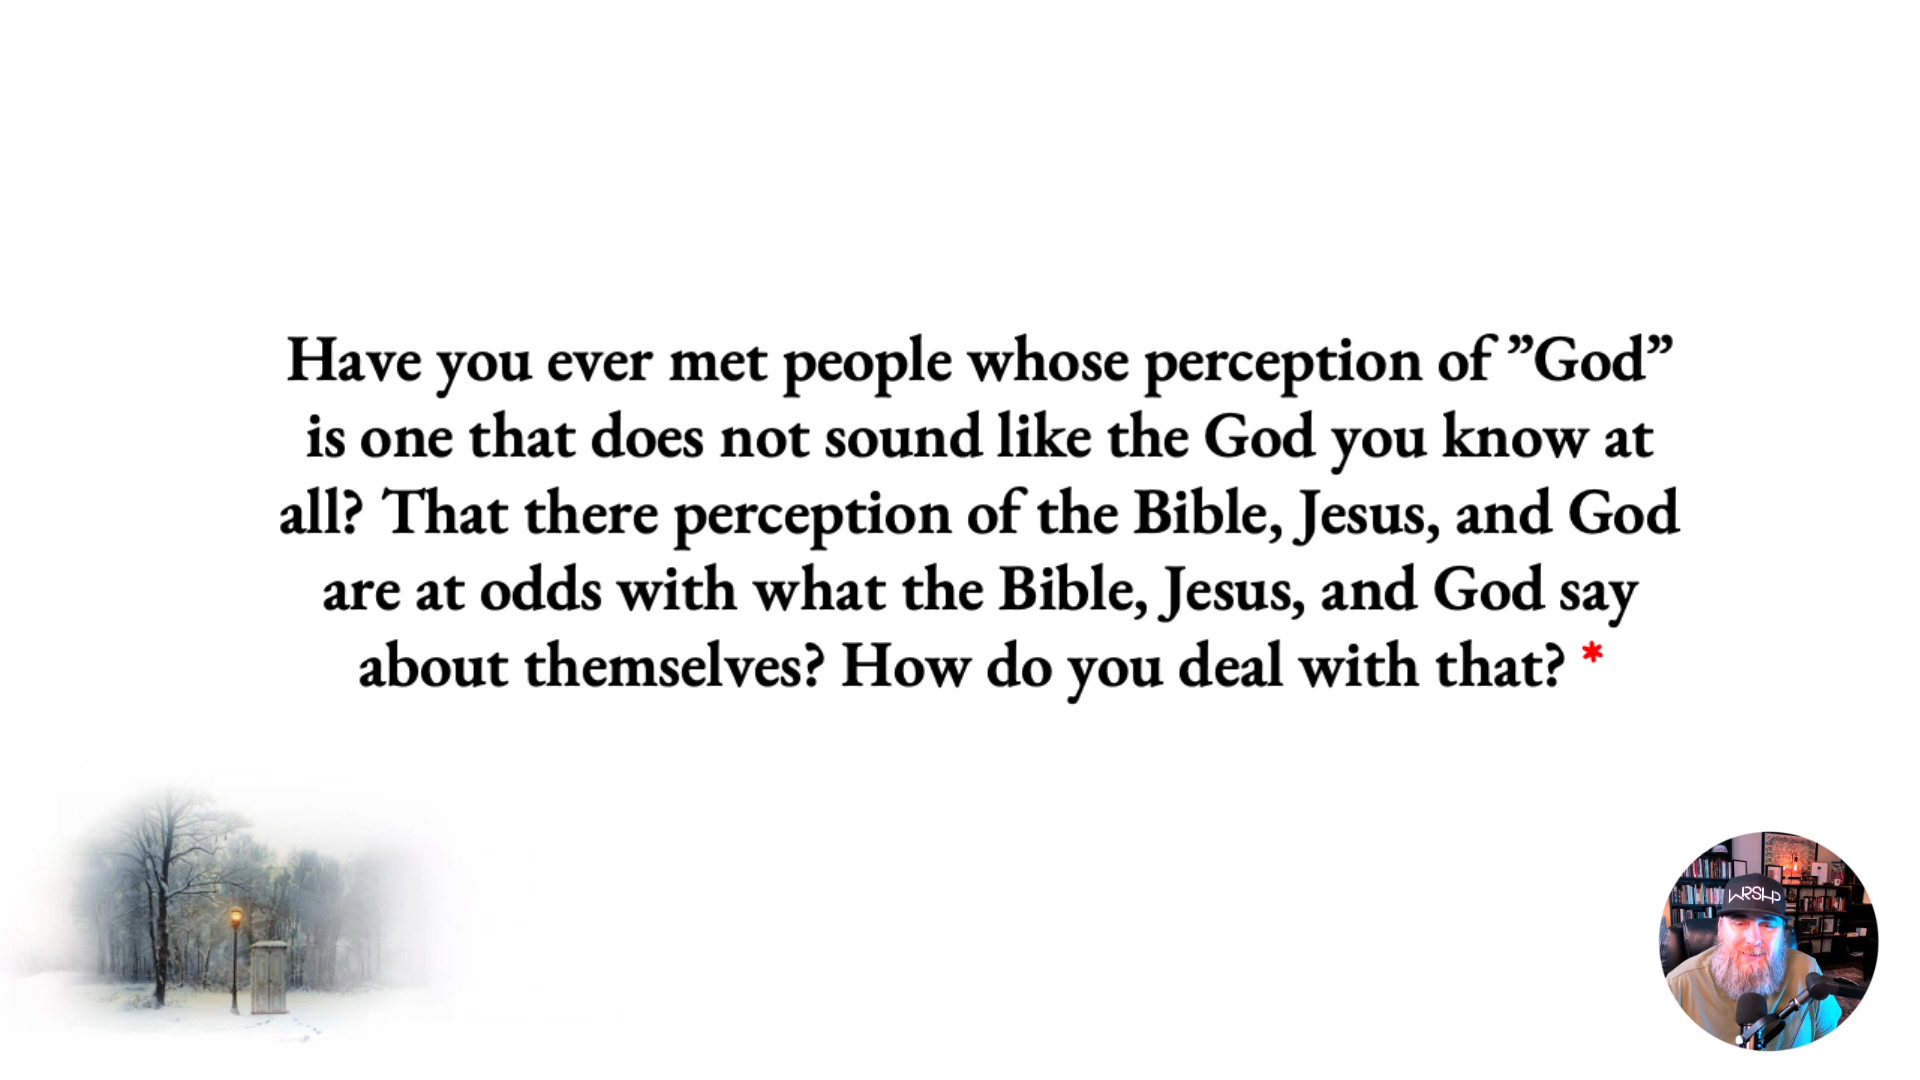 Have you ever met people whose perception of ”God”
is one that does not sound like the God you know at
all? That there perception of the Bible, Jesus, and God
are at odds with what the Bible, Jesus, and God say
about themselves? How do you deal with that? *
WRSHP